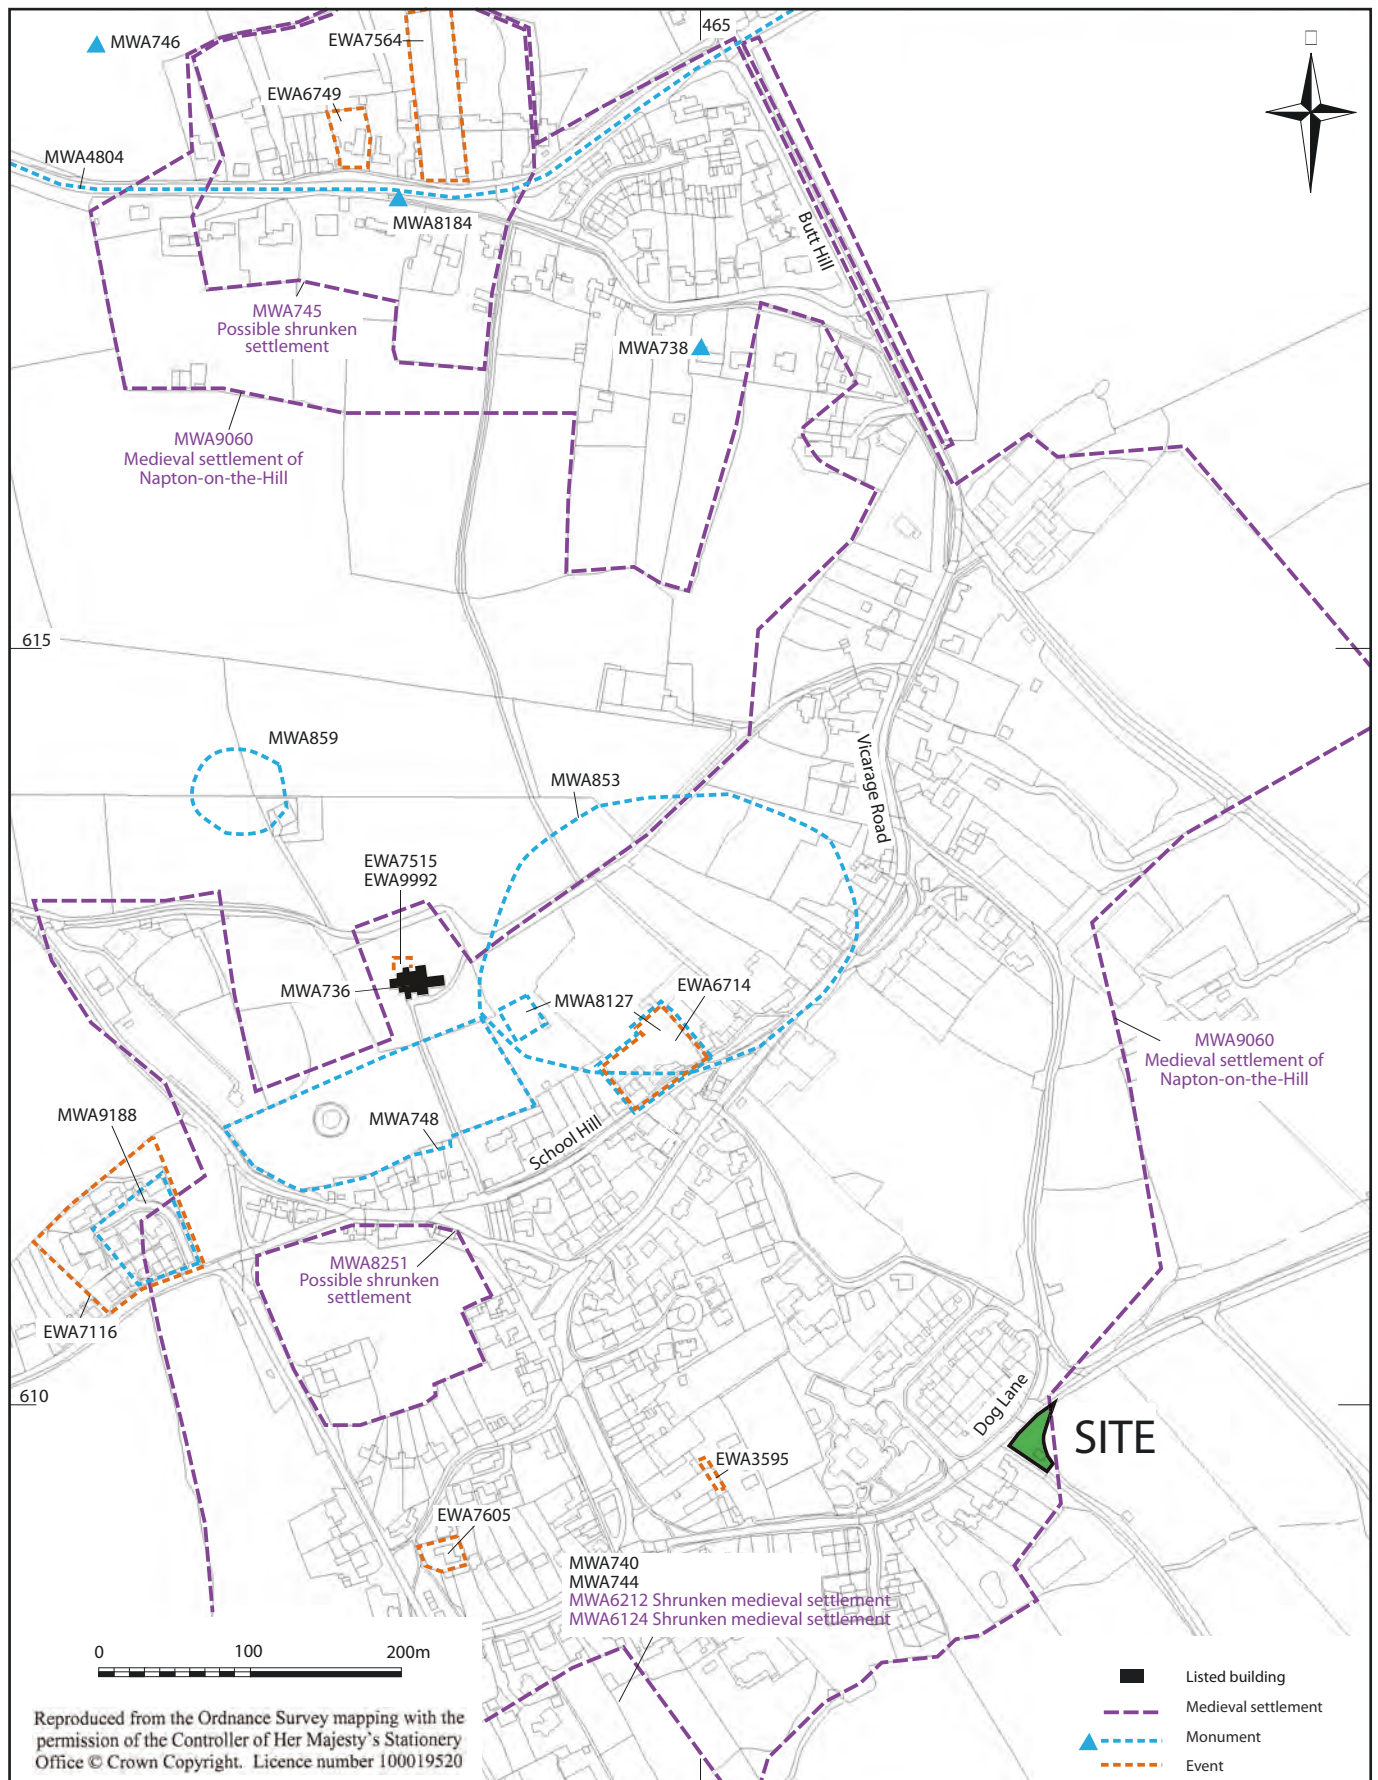 465
MWA746
EWA7564
EWA6749
MWA4804
MWA8184
Butt Hill
MWA745
Possible shrunken
settlement
MWA738
MWA9060
Medieval settlement of
Napton-on-the-Hill
615
MWA859
MWA853
Vicarage Road
EWA7515
EWA9992
MWA736
MWA8127
EWA6714
MWA9060
Medieval settlement of
Napton-on-the-Hill
MWA9188
MWA748
School Hill
MWA8251
Possible shrunken
settlement
EWA7116
610
Dog Lane
SITE
EWA3595
EWA7605
MWA740
MWA744
MWA6212 Shrunken medieval settlement
MWA6124 Shrunken medieval settlement
0 100 200m
Listed building
Medieval settlement
Monument
Event
Reproduced from the Ordnance Survey mapping with the
permission of the Controller of Her Majesty's Stationery
Office © Crown Copyright. Licence number 100019520